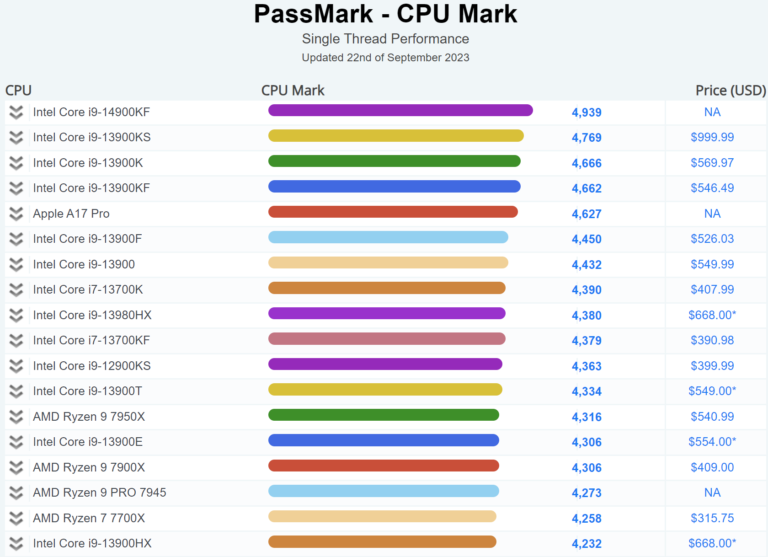 PassMark - CPU Mark
Single Thread Performance
Updated 22nd of September 2023
CPU CPU Mark Price (USD)
Intel Core i9-14900KF 4,939 NA
Intel Core i9-13900KS 4,769 $999.99
Intel Core i9-13900K 4,666 $569.97
Intel Core i9-13900KF 4,662 $546.49
Apple A17 Pro 4,627 NA
Intel Core i9-13900F 4,450 $526.03
Intel Core i9-13900 4,432 $549.99
Intel Core i7-13700K 4,390 $407.99
Intel Core i9-13980HX 4,380 $668.00*
Intel Core i7-13700KF 4,379 $390.98
Intel Core i9-12900KS 4,363 $399.99
Intel Core i9-13900T 4,334 $549.00*
AMD Ryzen 9 7950X 4,316 $540.99
Intel Core i9-13900E 4,306 $554.00*
AMD Ryzen 9 7900X 4,306 $409.00
AMD Ryzen 9 PRO 7945 4,273 NA
AMD Ryzen 7 7700X 4,258 $315.75
Intel Core i9-13900HX 4,232 $668.00*